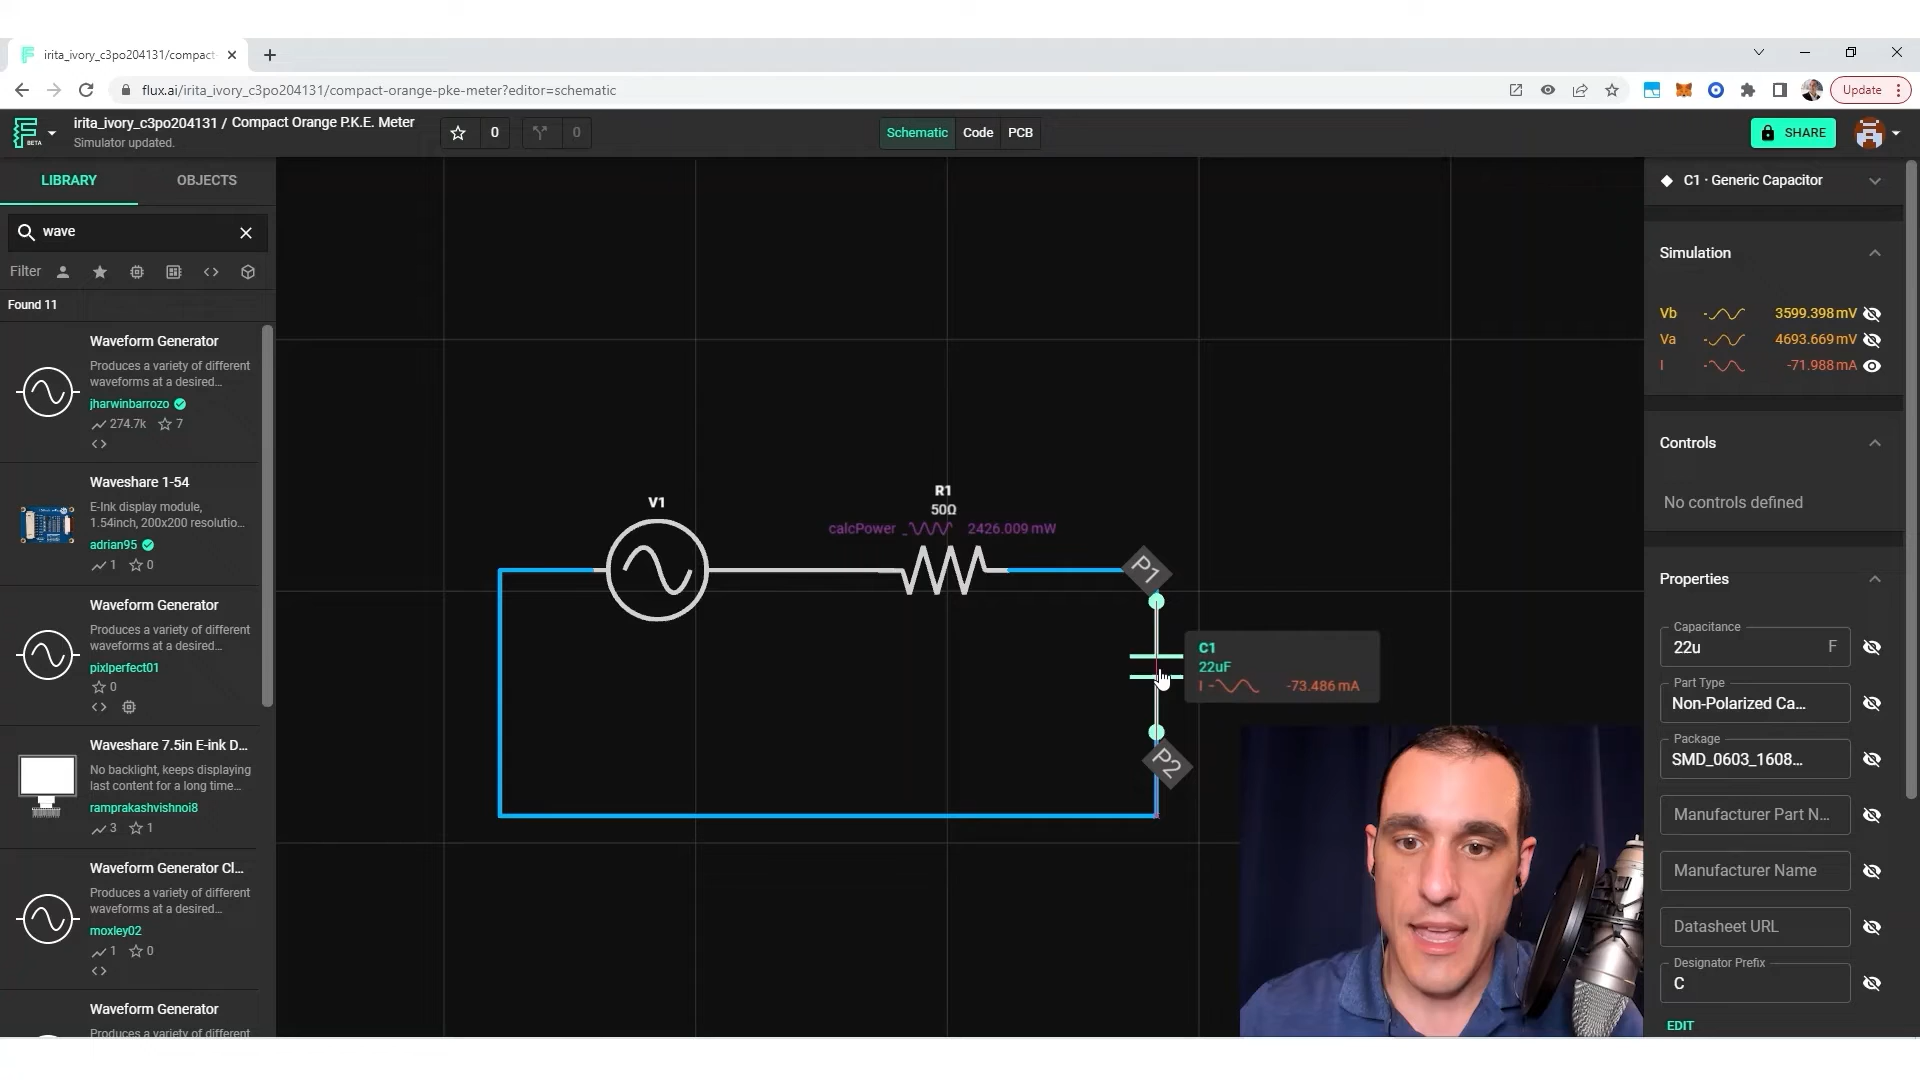 irita_ivory_c3po204131/compact-
flux.ai/irita_ivory_c3po204131/compact-orange-pke-meter?editor=schematic
Update
BETA
irita_ivory_c3po204131 / Compact Orange P.K.E. Meter
Simulator updated.
0
0
Schematic
Code
PCB
SHARE
LIBRARY
OBJECTS
wave
Filter
Found 11
Waveform Generator
Produces a variety of different
waveforms at a desired...
jharwinbarrozo
274.7k
7
Waveshare 1-54
E-Ink display module,
1.54inch, 200x200 resolutio...
adrian95
1
0
Waveform Generator
Produces a variety of different
waveforms at a desired...
pixlperfect01
0
Waveshare 7.5in E-ink D...
No backlight, keeps displaying
last content for a long time...
ramprakashvishnoi8
3
1
Waveform Generator Cl...
Produces a variety of different
waveforms at a desired...
moxley02
1
0
Waveform Generator
Produces a variety of different
V1
R1
50Ω
calcPower
2426.009 mW
P1
C1
22uF
I
-73.486 mA
P2
C1 · Generic Capacitor
Simulation
Vb
3599.398 mV
Va
4693.669 mV
I
-71.988 mA
Controls
No controls defined
Properties
Capacitance
22u
F
Part Type
Non-Polarized Ca...
Package
SMD_0603_1608...
Manufacturer Part N...
Manufacturer Name
Datasheet URL
Designator Prefix
C
EDIT